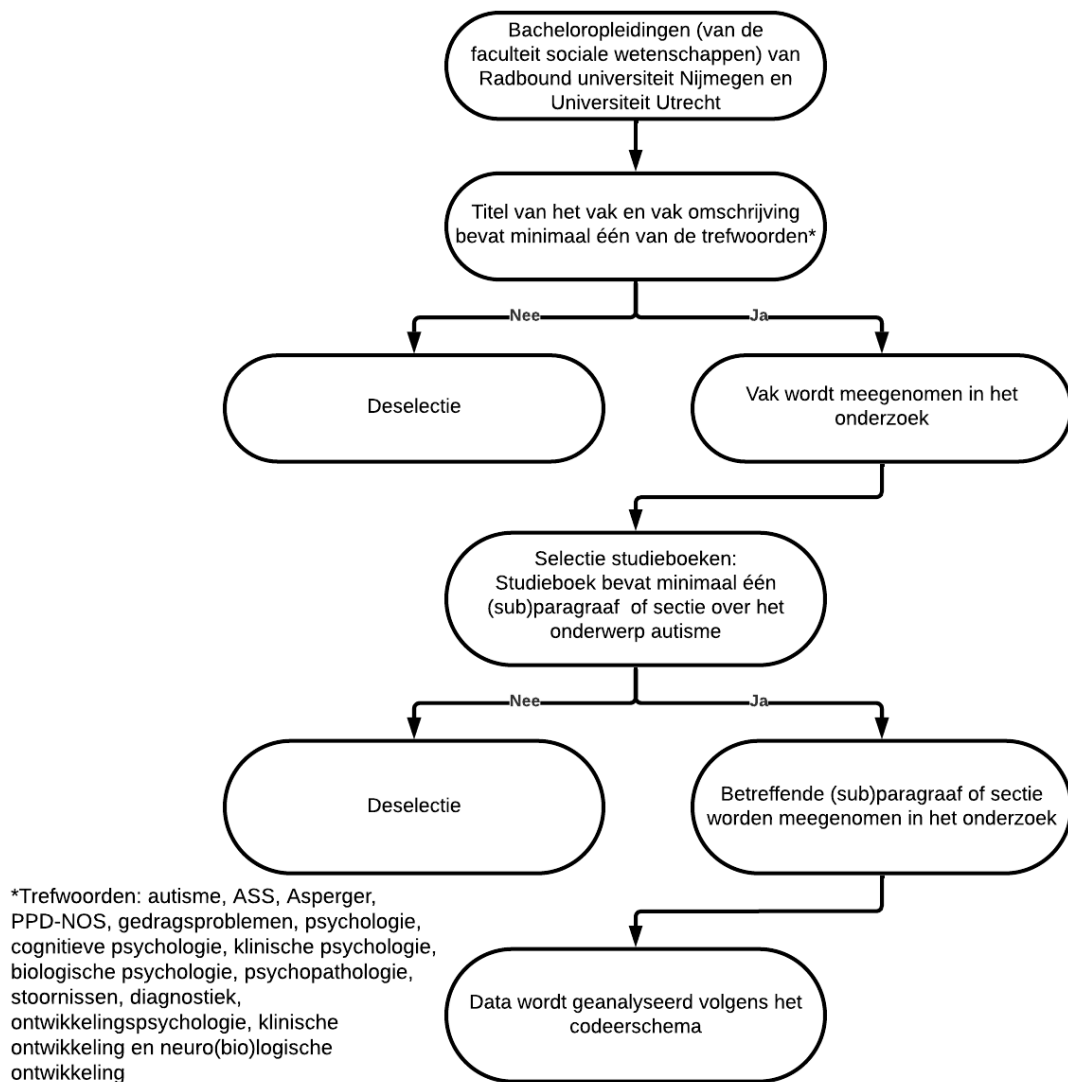 Bacheloropleidingen (van de
faculteit sociale wetenschappen) van
Radbound universiteit Nijmegen en
Universiteit Utrecht
Titel van het vak en vak omschrijving
bevat minimaal één van de trefwoorden*
Nee
Ja
Deselectie
Vak wordt meegenomen in het
onderzoek
Selectie studieboeken:
Studieboek bevat minimaal één
(sub)paragraaf of sectie over het
onderwerp autisme
Nee
Ja
Deselectie
Betreffende (sub)paragraaf of sectie
worden meegenomen in het onderzoek
*Trefwoorden: autisme, ASS, Asperger,
PPD-NOS, gedragsproblemen, psychologie,
cognitieve psychologie, klinische psychologie,
biologische psychologie, psychopathologie,
stoornissen, diagnostiek,
ontwikkelingspsychologie, klinische
ontwikkeling en neuro(bio)logische
ontwikkeling
Data wordt geanalyseerd volgens het
codeerschema